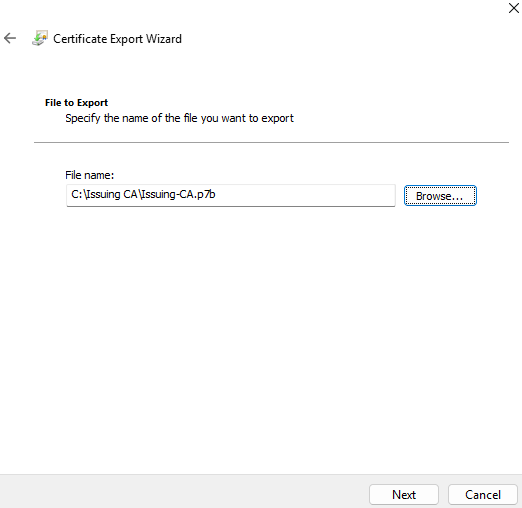 Certificate Export Wizard
File to Export
Specify the name of the file you want to export
File name:
C:\Issuing CA\Issuing-CA.p7b
Browse...
Next
Cancel